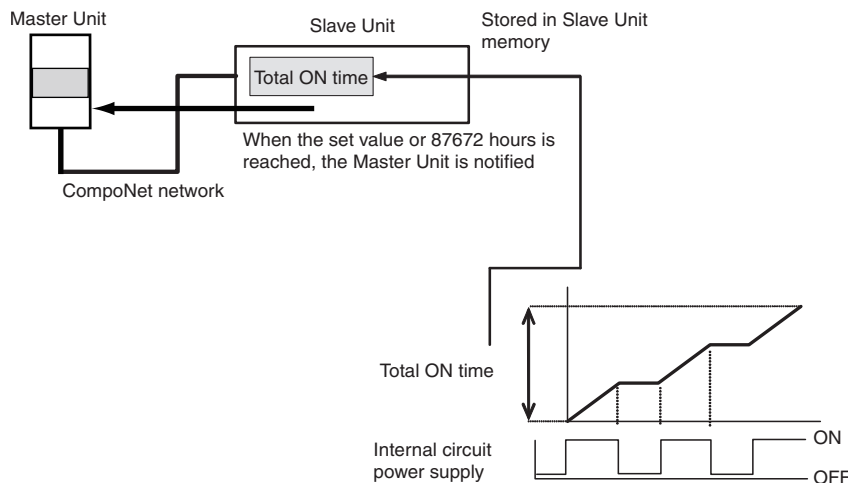 Master Unit
Slave Unit
Stored in Slave Unit
memory
Total ON time
When the set value or 87672 hours is
reached, the Master Unit is notified
CompoNet network
Total ON time
Internal circuit
power supply
ON
OFF